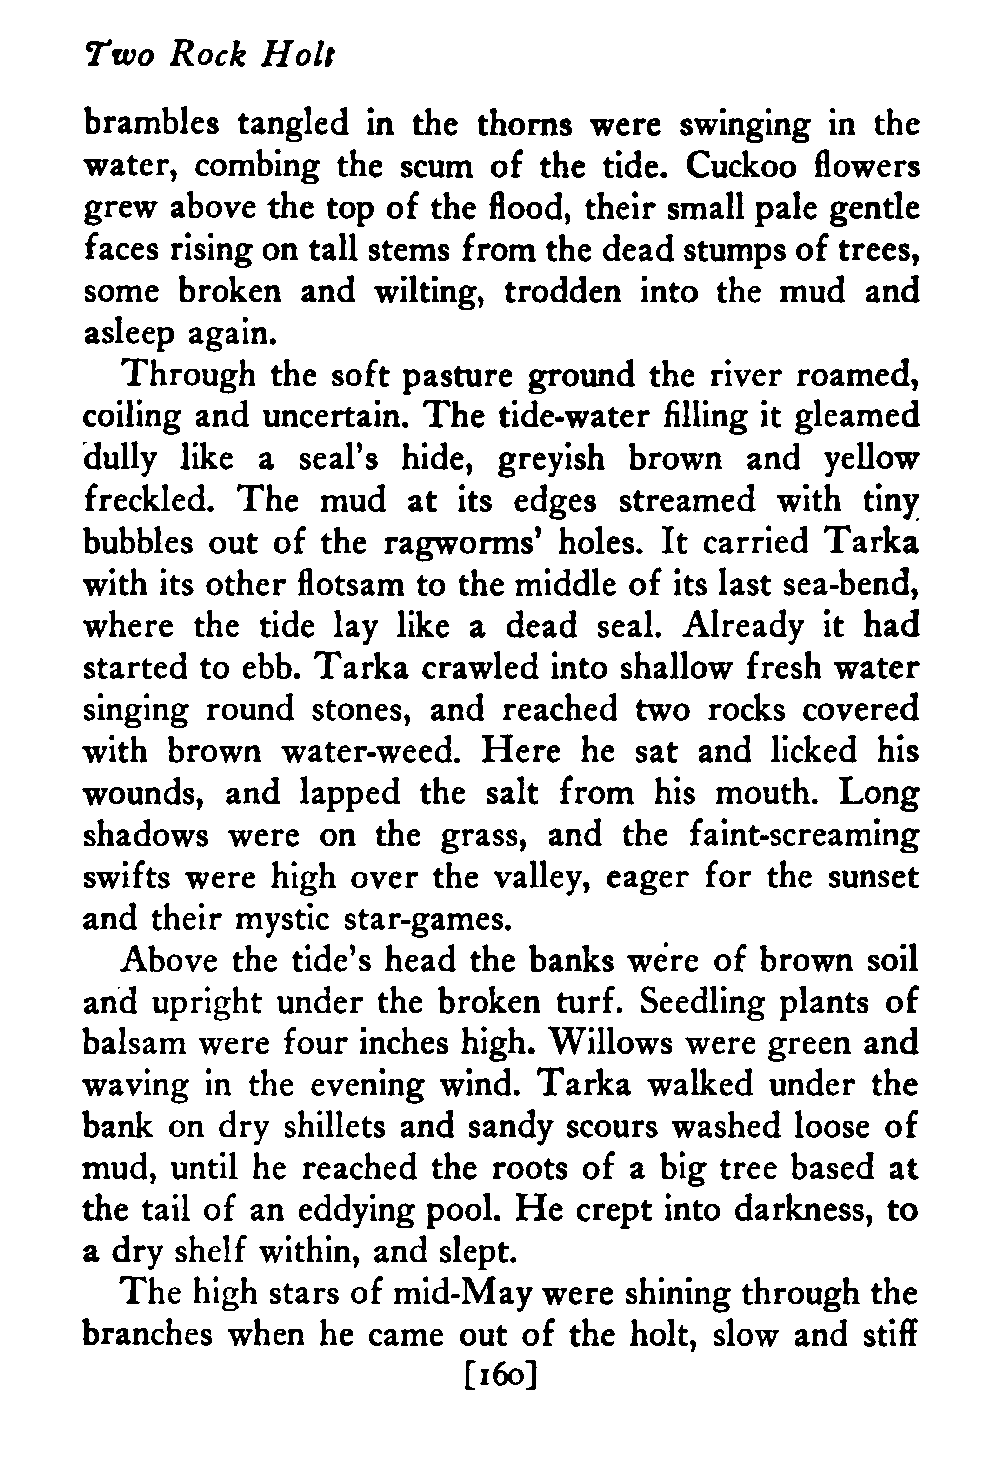 Two Rock Holt
brambles tangled in the thorns were swinging in the
water, combing the scum of the tide. Cuckoo flowers
grew above the top of the flood, their small pale gentle
faces rising on tall stems from the dead stumps of trees,
some broken and wilting, trodden into the mud and
asleep again.
Through the soft pasture ground the river roamed,
coiling and uncertain. The tide-water filling it gleamed
dully like a seal's hide, greyish brown and yellow
freckled. The mud at its edges streamed with tiny
bubbles out of the ragworms' holes. It carried Tarka
with its other flotsam to the middle of its last sea-bend,
where the tide lay like a dead seal. Already it had
started to ebb. Tarka crawled into shallow fresh water
singing round stones, and reached two rocks covered
with brown water-weed. Here he sat and licked his
wounds, and lapped the salt from his mouth. Long
shadows were on the grass, and the faint-screaming
swifts were high over the valley, eager for the sunset
and their mystic star-games.
Above the tide's head the banks were of brown soil
and upright under the broken turf. Seedling plants of
balsam were four inches high. Willows were green and
waving in the evening wind. Tarka walked under the
bank on dry shillets and sandy scours washed loose of
mud, until he reached the roots of a big tree based at
the tail of an eddying pool. He crept into darkness, to
a dry shelf within, and slept.
The high stars of mid-May were shining through the
branches when he came out of the holt, slow and stiff
[160]